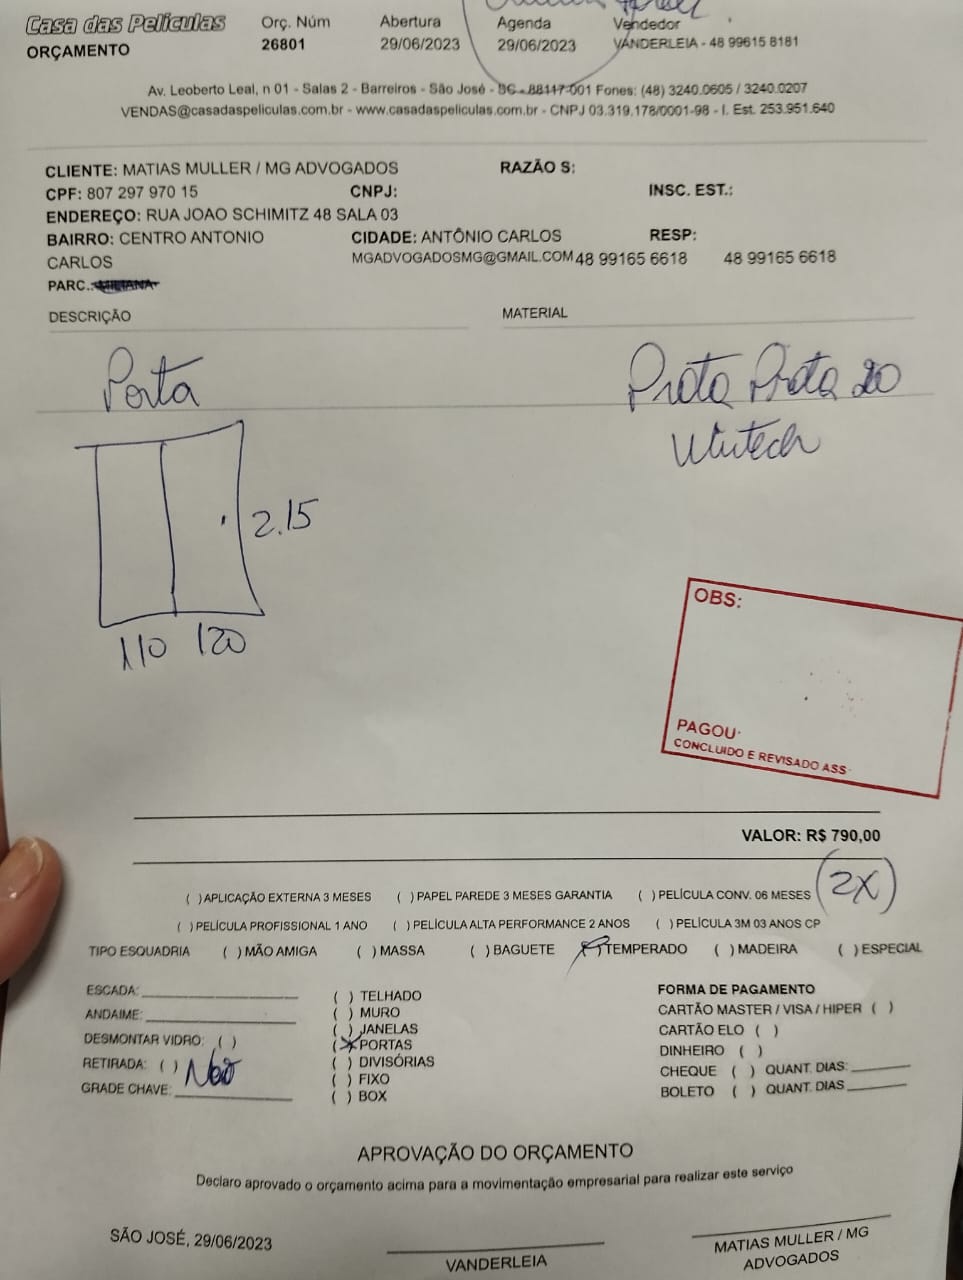 Casa das Películas
ORÇAMENTO
Orç. Núm
26801
Abertura
29/06/2023
Agenda
29/06/2023
Vendedor
VANDERLEIA - 48 99615 8181
Av. Leoberto Leal, n 01 - Salas 2 - Barreiros - São José - SC - 88117-001 Fones: (48) 3240.0605 / 3240.0207
VENDAS@casadaspeliculas.com.br - www.casadaspeliculas.com.br - CNPJ 03.319.178/0001-98 - I. Est. 253.951.640
CLIENTE: MATIAS MULLER / MG ADVOGADOS RAZÃO S:
CPF: 807 297 970 15 CNPJ: INSC. EST.:
ENDEREÇO: RUA JOAO SCHIMITZ 48 SALA 03
BAIRRO: CENTRO ANTONIO CIDADE: ANTÔNIO CARLOS RESP:
CARLOS MGADVOGADOSMG@GMAIL.COM 48 99165 6618 48 99165 6618
PARC.:
DESCRIÇÃO MATERIAL
Porta Prata Prata 20
Wintech
2.15
110 120
OBS:
PAGOU:
CONCLUIDO E REVISADO ASS
VALOR: R$ 790,00
(2X)
( ) APLICAÇÃO EXTERNA 3 MESES ( ) PAPEL PAREDE 3 MESES GARANTIA ( ) PELÍCULA CONV. 06 MESES
( ) PELÍCULA PROFISSIONAL 1 ANO ( ) PELÍCULA ALTA PERFORMANCE 2 ANOS ( ) PELÍCULA 3M 03 ANOS CP
TIPO ESQUADRIA ( ) MÃO AMIGA ( ) MASSA ( ) BAGUETE (X) TEMPERADO ( ) MADEIRA ( ) ESPECIAL
ESCADA:
ANDAIME:
DESMONTAR VIDRO: ( )
RETIRADA: ( ) Não
GRADE CHAVE:
( ) TELHADO
( ) MURO
( ) JANELAS
(X) PORTAS
( ) DIVISÓRIAS
( ) FIXO
( ) BOX
FORMA DE PAGAMENTO
CARTÃO MASTER / VISA / HIPER ( )
CARTÃO ELO ( )
DINHEIRO ( )
CHEQUE ( ) QUANT. DIAS:
BOLETO ( ) QUANT. DIAS
APROVAÇÃO DO ORÇAMENTO
Declaro aprovado o orçamento acima para a movimentação empresarial para realizar este serviço
SÃO JOSÉ, 29/06/2023
VANDERLEIA
MATIAS MULLER / MG
ADVOGADOS